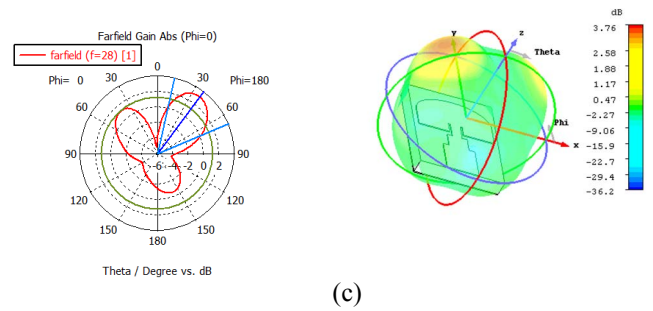 Farfield Gain Abs (Phi=0)
farfield (f=28) [1]
Phi= 0 30 0 30 Phi=180
60 60
90 -6 -4 -2 0 2 90
120 120
150 150
180
Theta / Degree vs. dB
y
z
Theta
Phi
x
dB
3.76
2.58
1.88
1.17
0.47
-2.27
-9.06
-15.9
-22.7
-29.4
-36.2
(c)